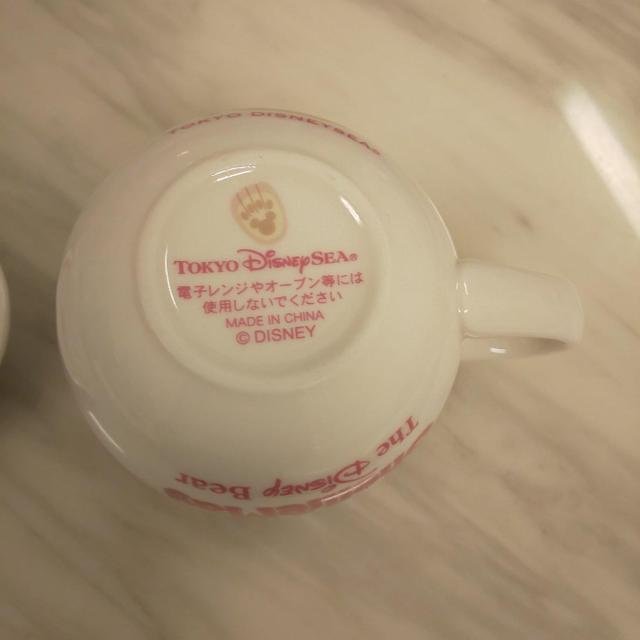 TOKYO DISNEYSEA
TOKYO DISNEYSEA®
電子レンジやオーブン等には
使用しないでください
MADE IN CHINA
© DISNEY
The DISNEY BEAR